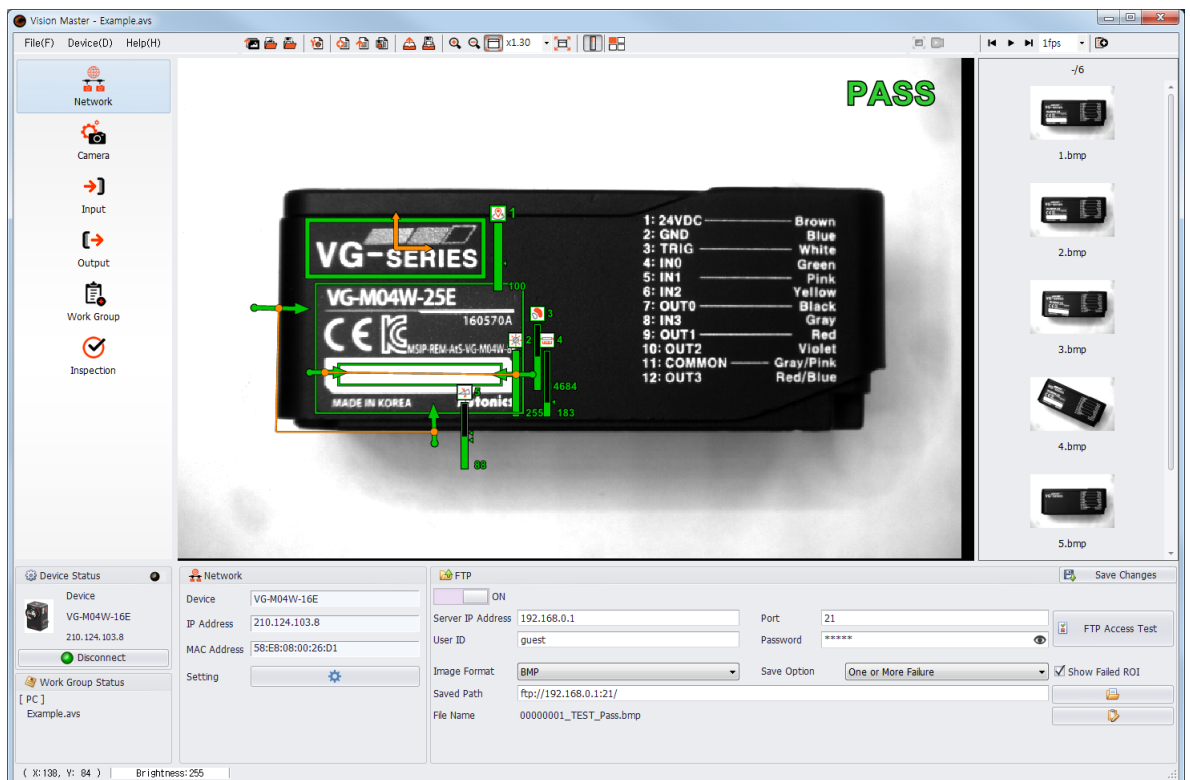 Vision Master - Example.avs
File(F) Device(D) Help(H)
x1.30
1fps
Network
Camera
Input
Output
Work Group
Inspection
PASS
1
100
VG-SERIES
VG-M04W-25E
160570A
CE
MSIP-REM-AtS-VG-M04W-
MADE IN KOREA
2
3
4
4684
255
183
88
1: 24VDC Brown
2: GND Blue
3: TRIG White
4: IN0 Green
5: IN1 Pink
6: IN2 Yellow
7: OUT0 Black
8: IN3 Gray
9: OUT1 Red
10: OUT2 Violet
11: COMMON Gray/Pink
12: OUT3 Red/Blue
-/6
1.bmp
2.bmp
3.bmp
4.bmp
5.bmp
Device Status
Device
VG-M04W-16E
210.124.103.8
Disconnect
Work Group Status
[ PC ]
Example.avs
Network
Device VG-M04W-16E
IP Address 210.124.103.8
MAC Address 58:E8:08:00:26:D1
Setting
FTP
Save Changes
ON
Server IP Address 192.168.0.1 Port 21
FTP Access Test
User ID guest Password *****
Image Format BMP Save Option One or More Failure Show Failed ROI
Saved Path ftp://192.168.0.1:21/
File Name 00000001_TEST_Pass.bmp
( X:138, Y: 84 ) Brightness:255